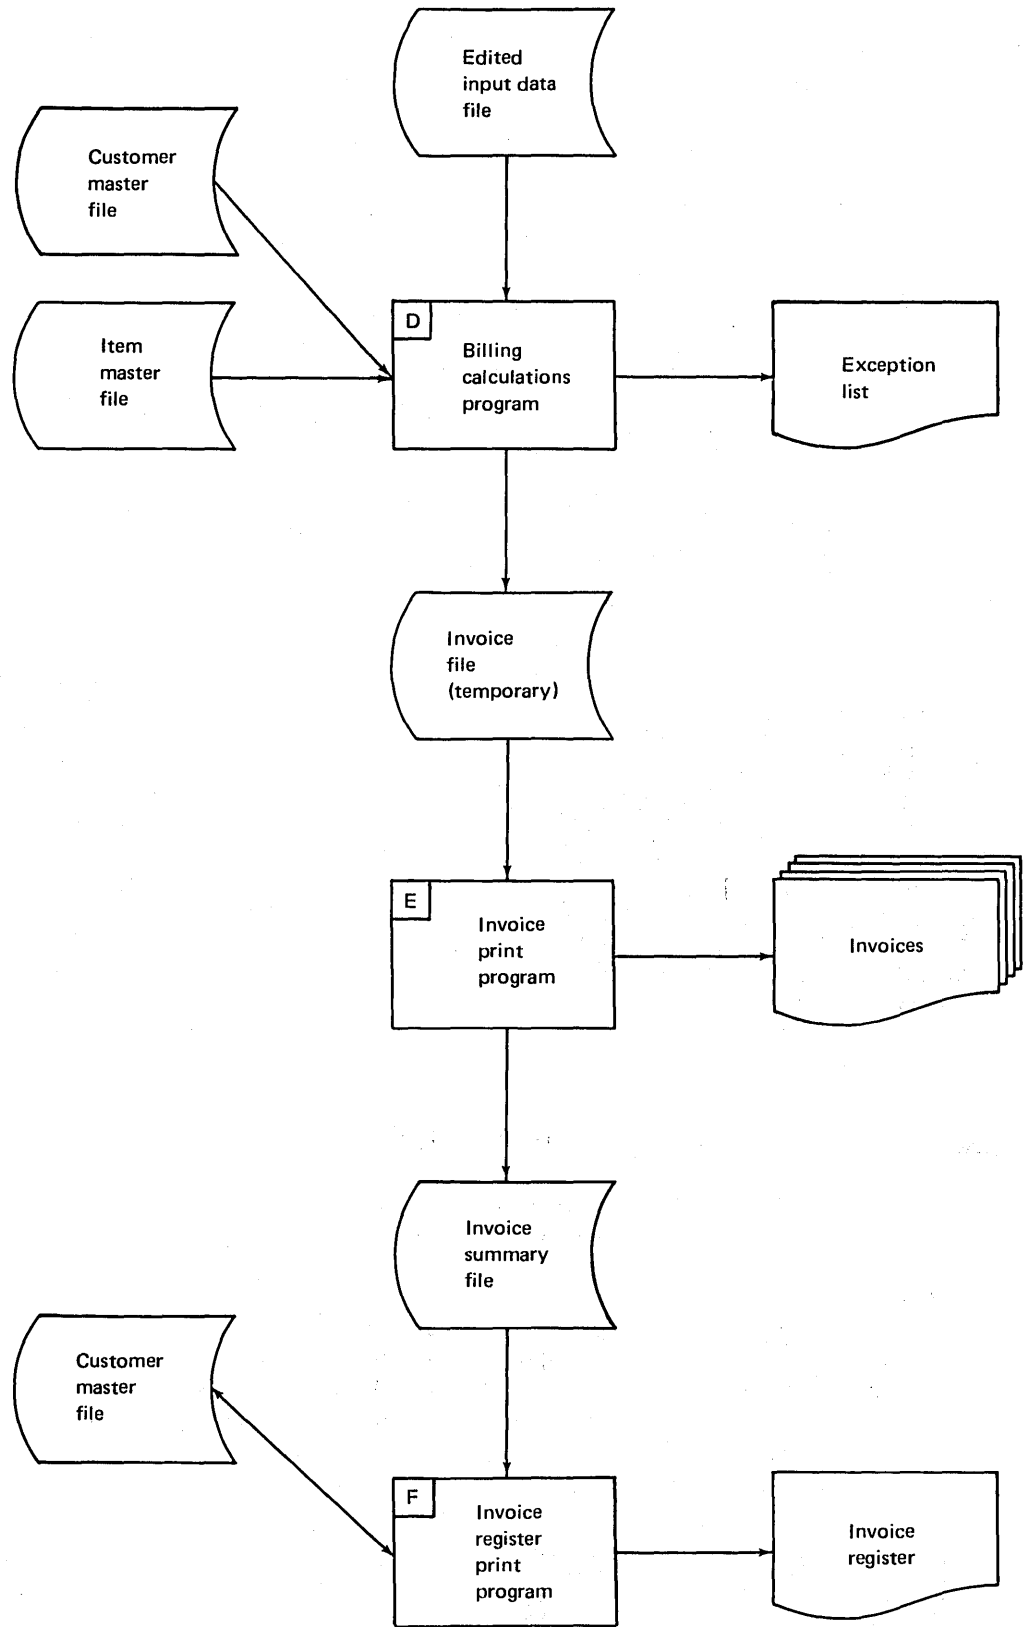 Edited
input data
file
Customer
master
file
Item
master
file
D
Billing
calculations
program
Exception
list
Invoice
file
(temporary)
E
Invoice
print
program
Invoices
Invoice
summary
file
Customer
master
file
F
Invoice
register
print
program
Invoice
register